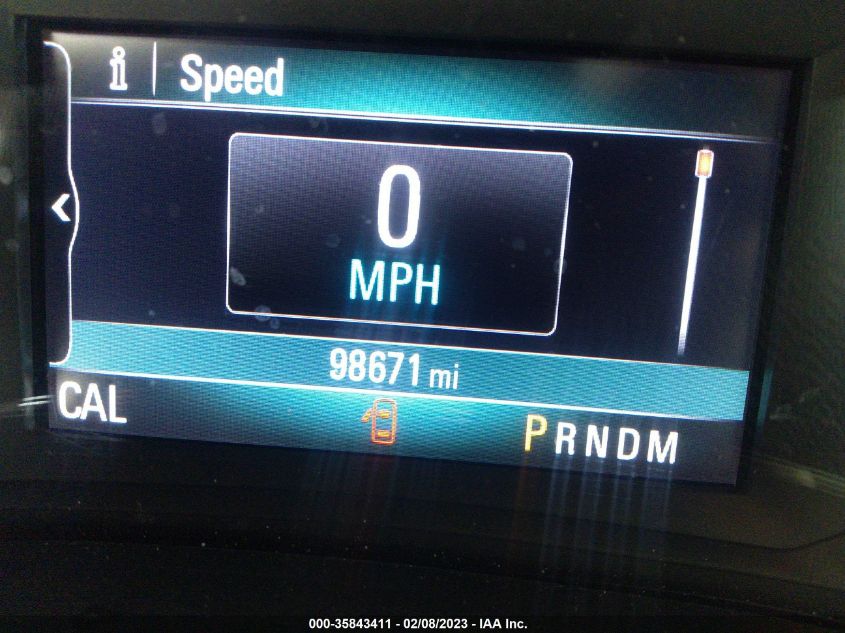 i Speed
0
MPH
98671 mi
CAL PRNDM
000-35843411 - 02/08/2023 - IAA Inc.